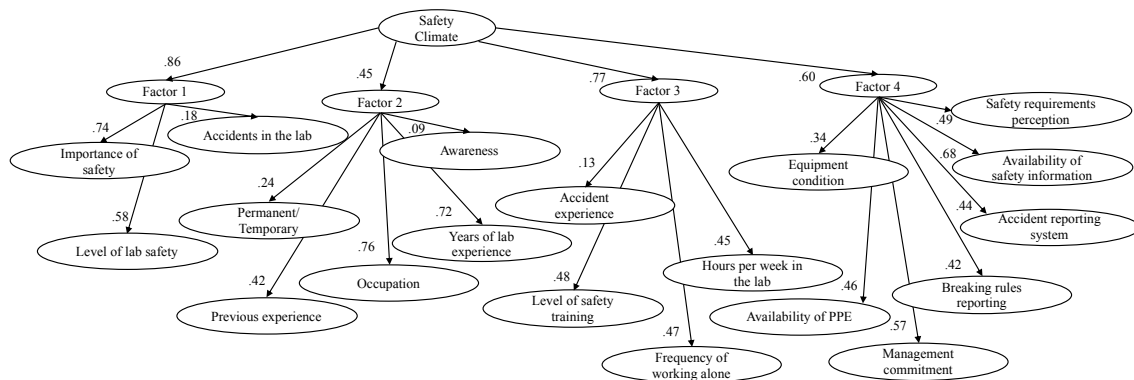 Safety
Climate
.86
.45
.77
.60
Factor 1
Factor 2
Factor 3
Factor 4
.74
.18
Accidents in the lab
Importance of
safety
.58
Level of lab safety
.09
Awareness
.24
Permanent/
Temporary
.72
Years of lab
experience
.76
Occupation
.42
Previous experience
.13
Accident
experience
.45
Hours per week in
the lab
.48
Level of safety
training
.47
Frequency of
working alone
.49
Safety requirements
perception
.34
Equipment
condition
.68
Availability of
safety information
.44
Accident reporting
system
.42
Breaking rules
reporting
.46
Availability of PPE
.57
Management
commitment